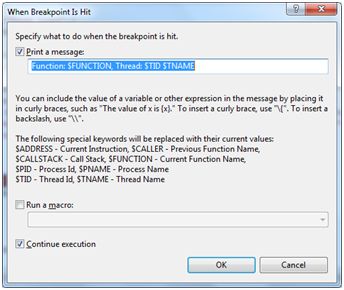 When Breakpoint Is Hit
Specify what to do when the breakpoint is hit.
Print a message:
Function: $FUNCTION, Thread: $TID $TNAME
You can include the value of a variable or other expression in the message by placing it
in curly braces, such as "The value of x is {x}." To insert a curly brace, use "\{". To insert a
backslash, use "\\".
The following special keywords will be replaced with their current values:
$ADDRESS - Current Instruction, $CALLER - Previous Function Name,
$CALLSTACK - Call Stack, $FUNCTION - Current Function Name,
$PID - Process Id, $PNAME - Process Name
$TID - Thread Id, $TNAME - Thread Name
Run a macro:
Continue execution
OK Cancel